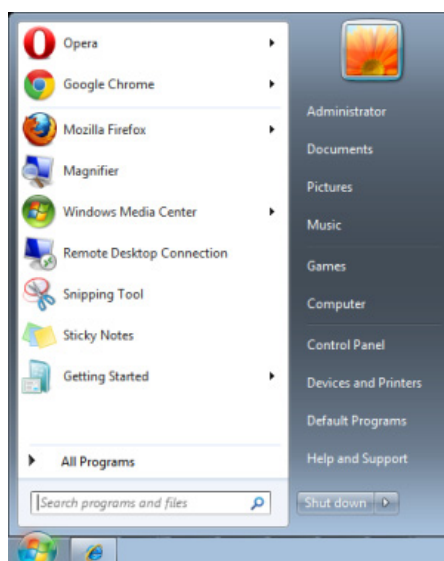 Opera
Google Chrome
Mozilla Firefox
Magnifier
Windows Media Center
Remote Desktop Connection
Snipping Tool
Sticky Notes
Getting Started
All Programs
Search programs and files
Administrator
Documents
Pictures
Music
Games
Computer
Control Panel
Devices and Printers
Default Programs
Help and Support
Shut down